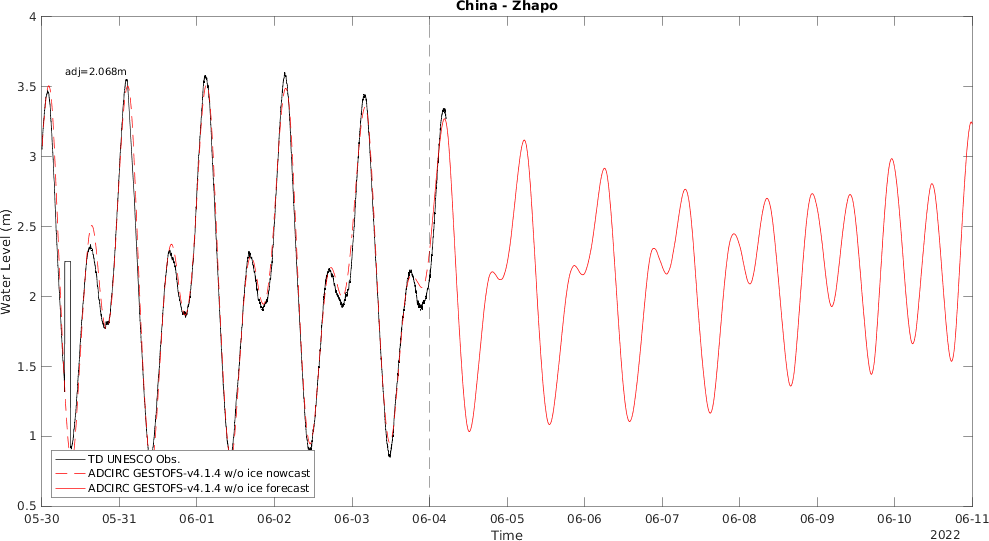 China - Zhapo
adj=2.068m
Water Level (m)
4
3.5
3
2.5
2
1.5
1
0.5
TD UNESCO Obs.
ADCIRC GESTOFS-v4.1.4 w/o ice nowcast
ADCIRC GESTOFS-v4.1.4 w/o ice forecast
05-30 05-31 06-01 06-02 06-03 06-04 06-05 06-06 06-07 06-08 06-09 06-10 06-11
Time
2022